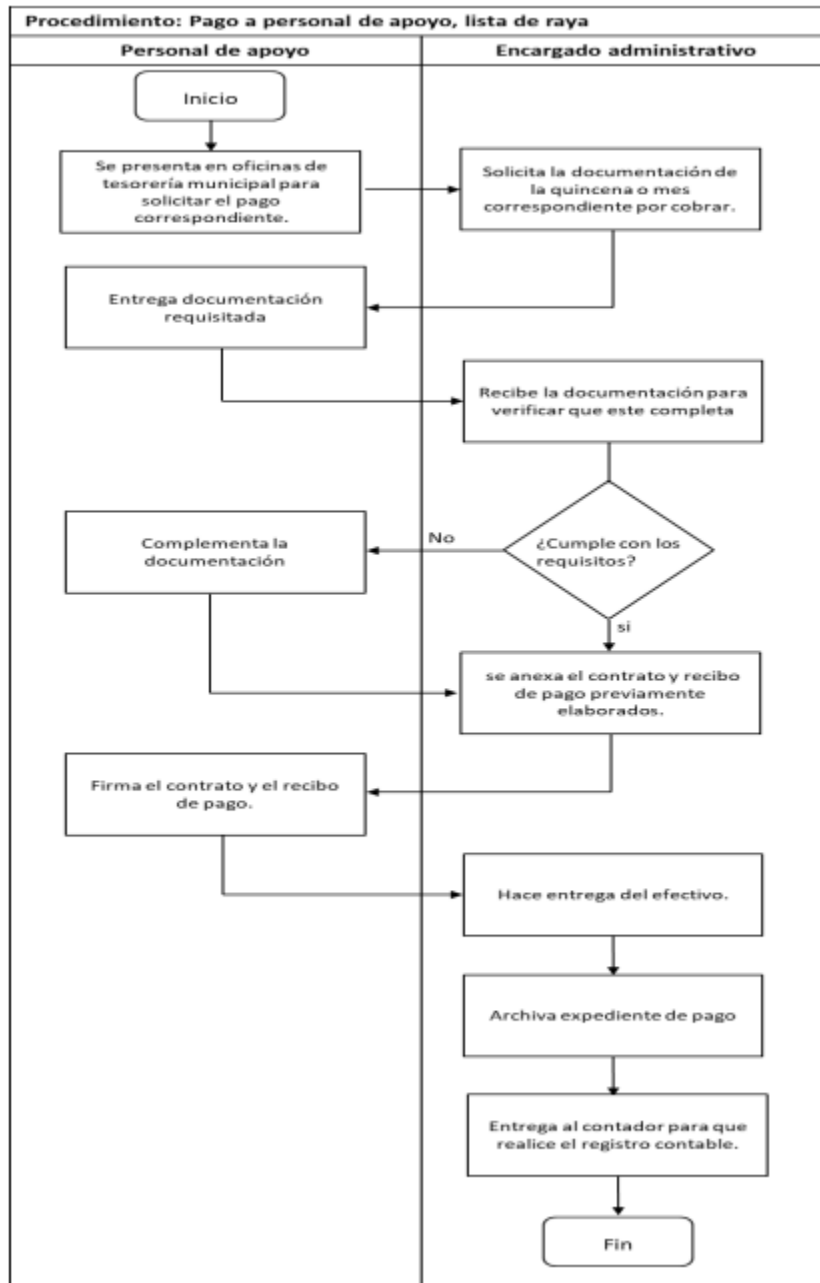 Procedimiento: Pago a personal de apoyo, lista de raya
Personal de apoyo
Encargado administrativo
Inicio
Se presenta en oficinas de
tesorería municipal para
solicitar el pago
correspondiente.
Solicita la documentación de
la quincena o mes
correspondiente por cobrar.
Entrega documentación
requisitada
Recibe la documentación para
verificar que este completa
¿Cumple con los
requisitos?
No
Complementa la
documentación
si
se anexa el contrato y recibo
de pago previamente
elaborados.
Firma el contrato y el recibo
de pago.
Hace entrega del efectivo.
Archiva expediente de pago
Entrega al contador para que
realice el registro contable.
Fin